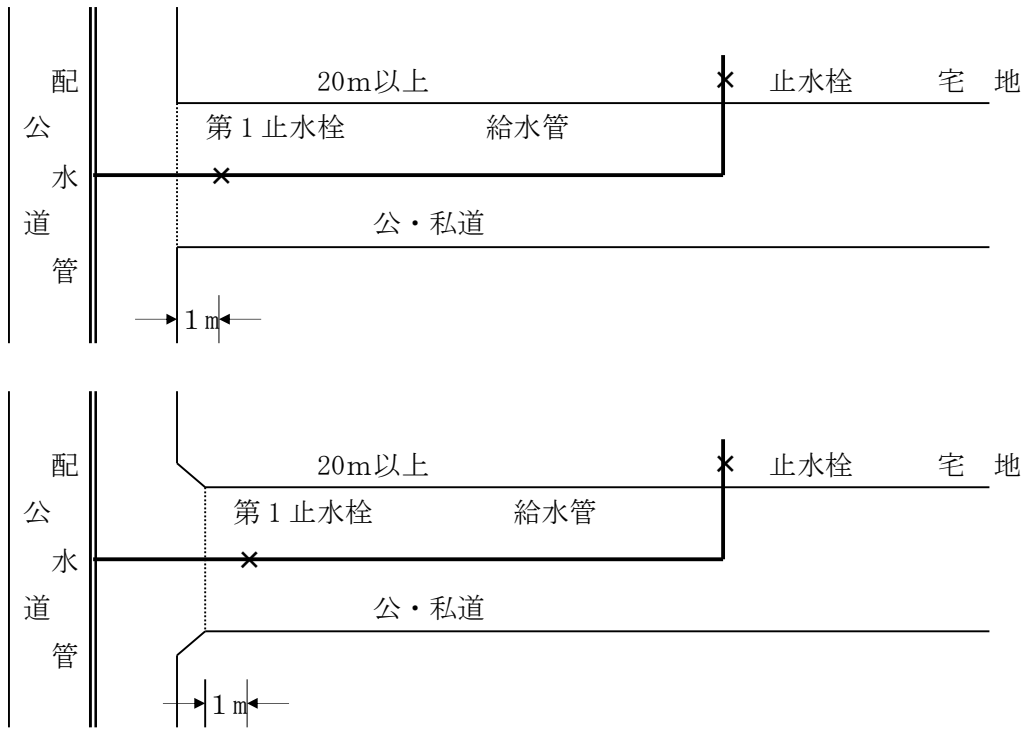 配水管
公道
20m以上
止水栓
宅地
第1止水栓
給水管
公・私道
1m
配水管
公道
20m以上
止水栓
宅地
第1止水栓
給水管
公・私道
1m